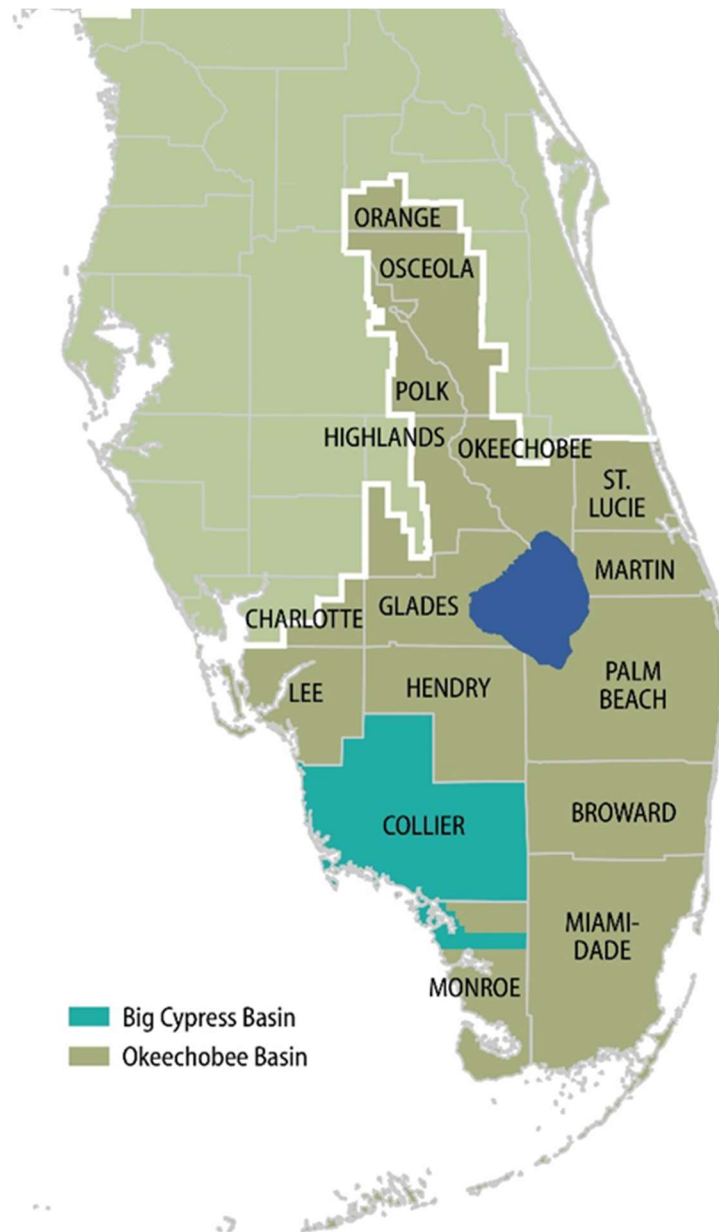 ORANGE
OSCEOLA
POLK
HIGHLANDS
OKEECHOBEE
ST.
LUCIE
MARTIN
CHARLOTTE
GLADES
LEE
HENDRY
PALM
BEACH
COLLIER
BROWARD
MIAMI-
DADE
MONROE
Big Cypress Basin
Okeechobee Basin